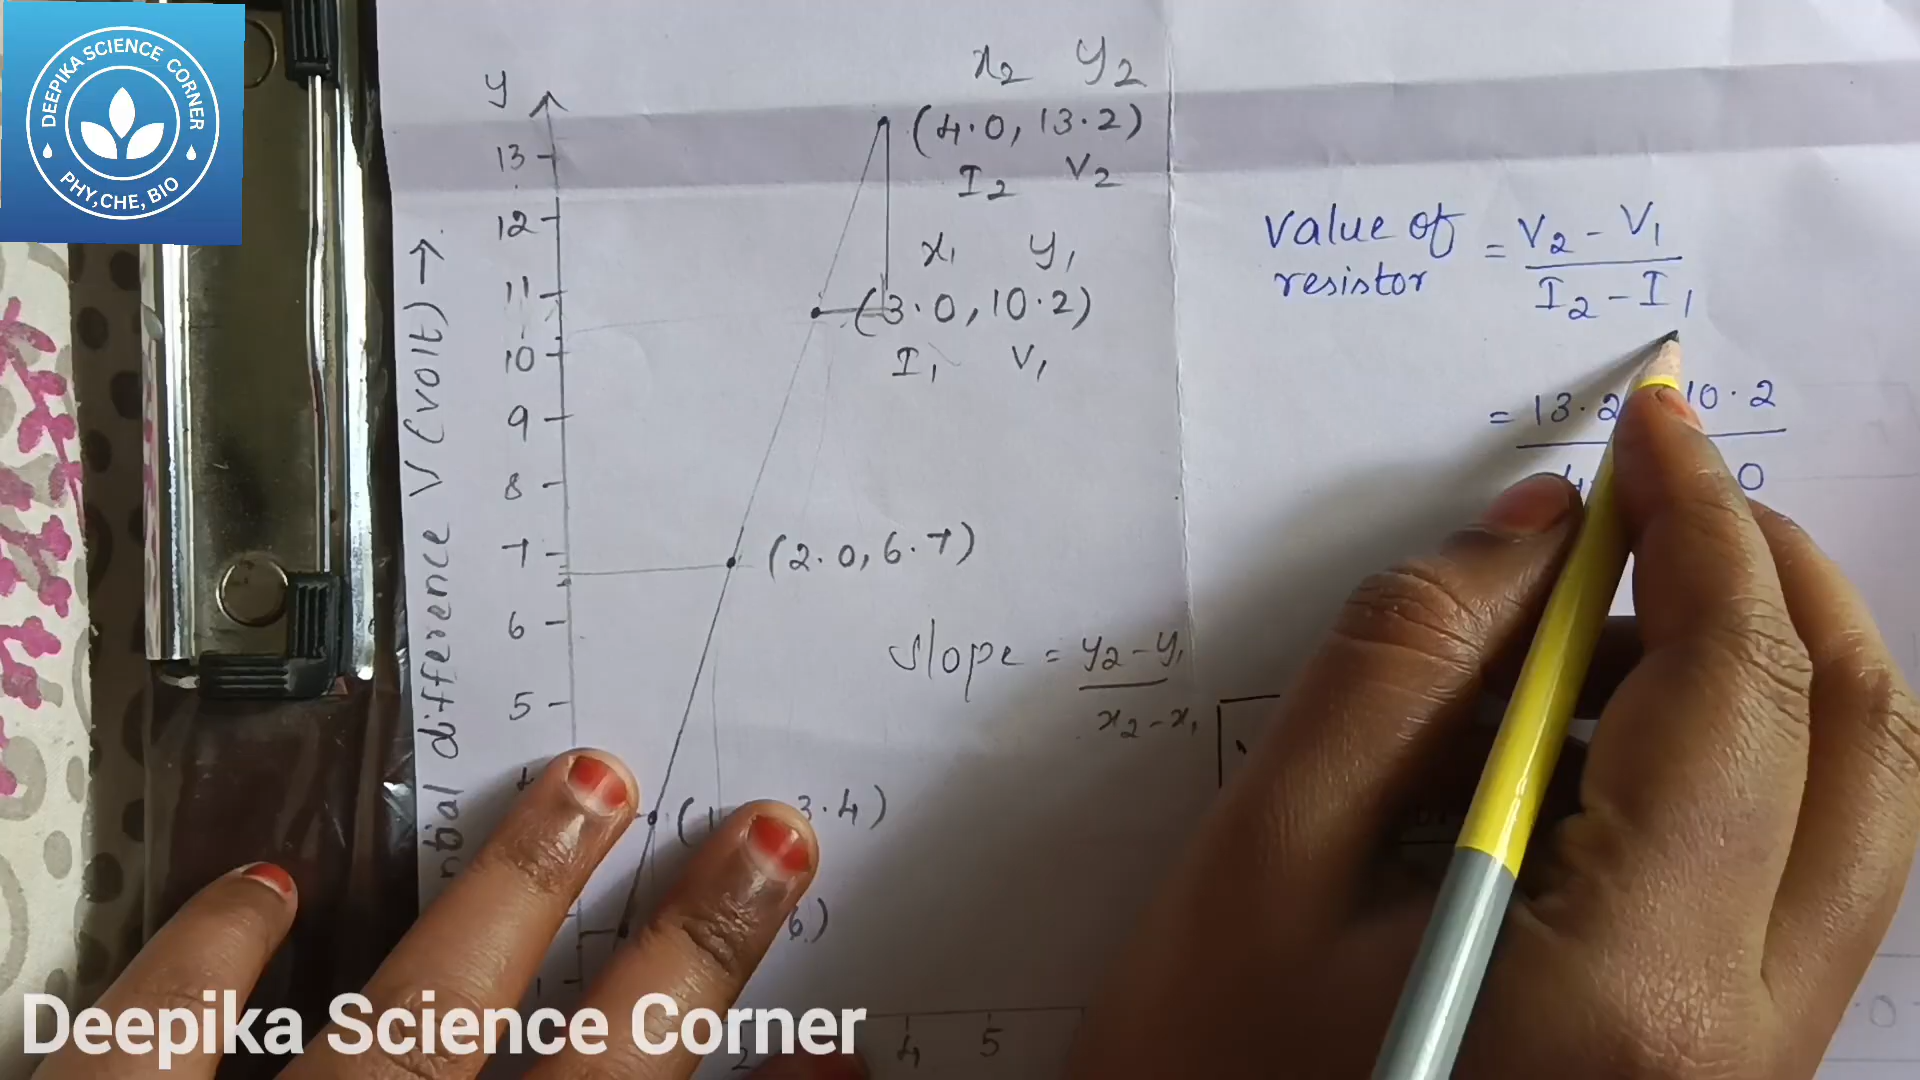 DEEPIKA SCIENCE CORNER
PHY,CHE, BIO
y
x2 y2
(4.0, 13.2)
I2 V2
x1 y1
(3.0, 10.2)
I1 V1
(2.0, 6.7)
3.4)
6)
13
12
11
10
9
8
7
6
5
V (volt) →
difference
slope = y2 - y1
x2 - x1
Value of resistor = V2 - V1
I2 - I1
= 13.2 10.2
0
2 4 5
Deepika Science Corner